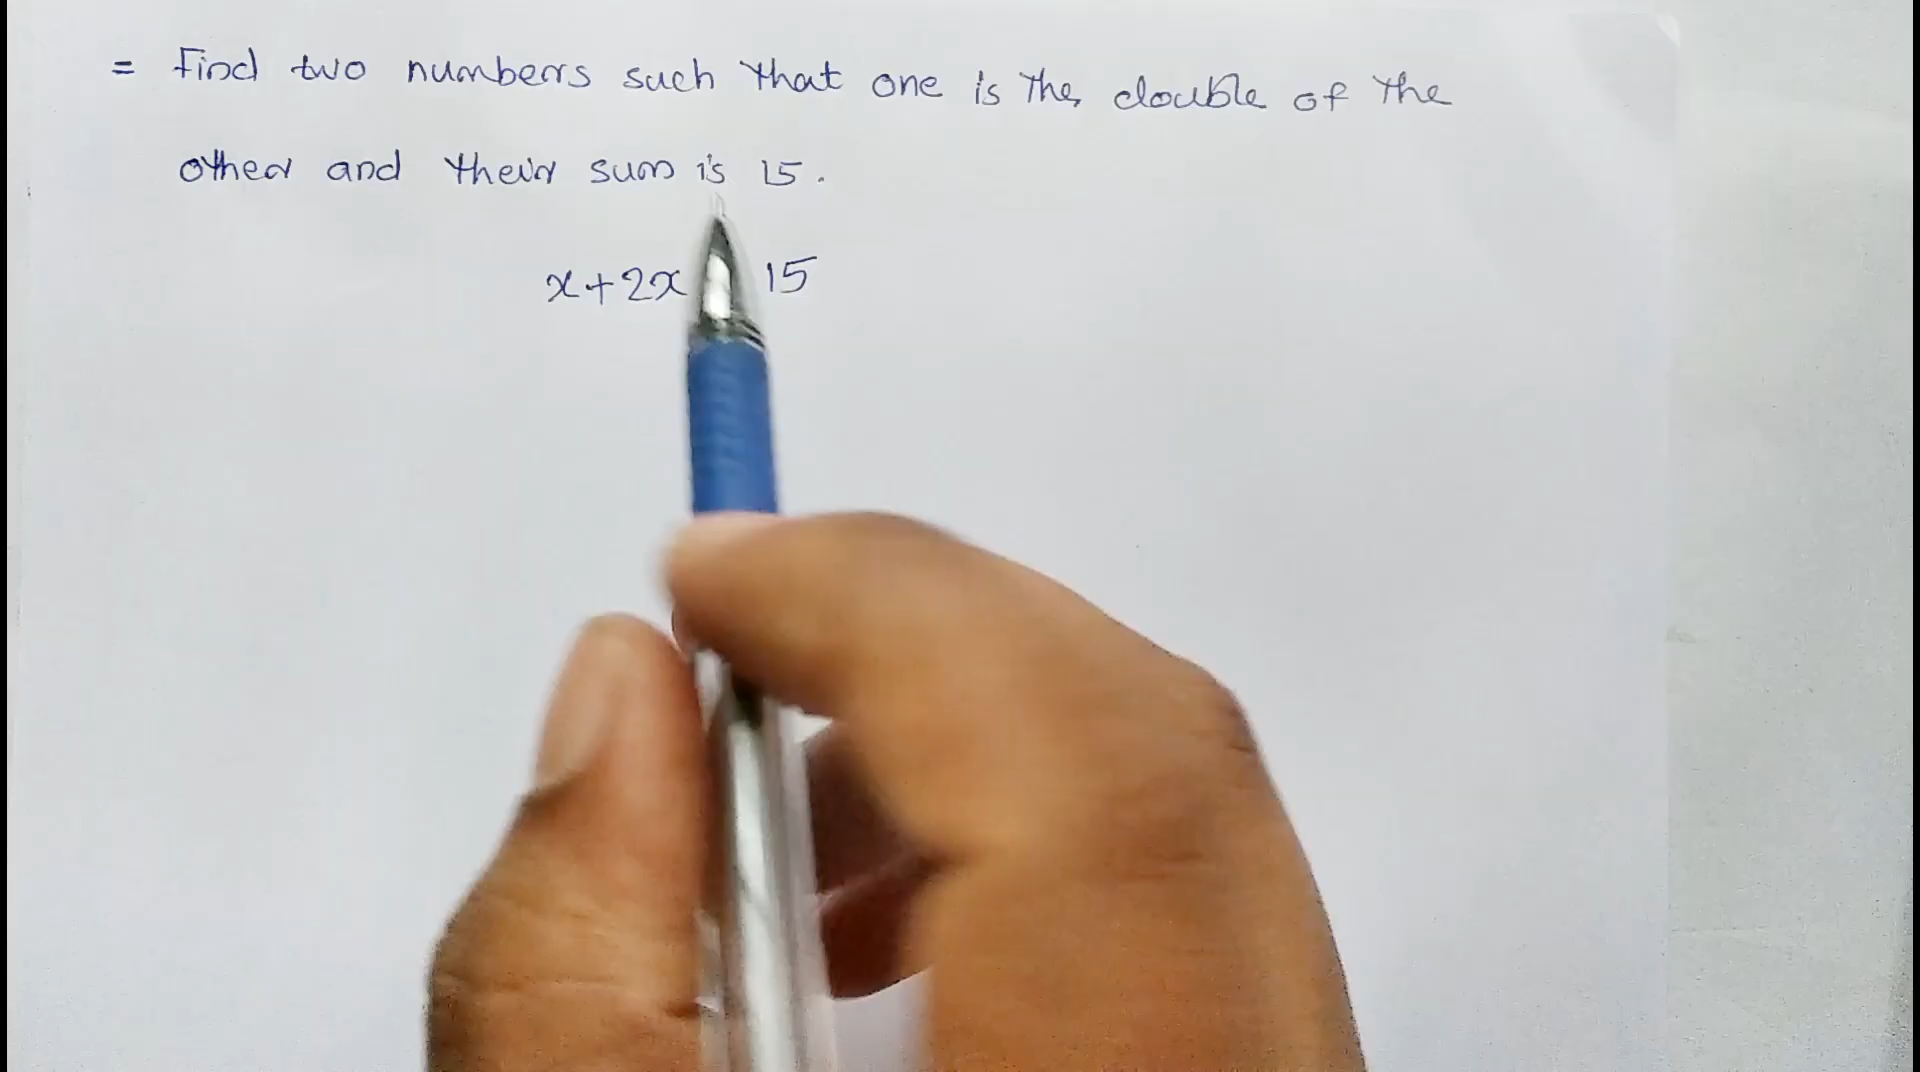 = Find two numbers such that one is the double of the
other and their sum is 15.
x+2x 15